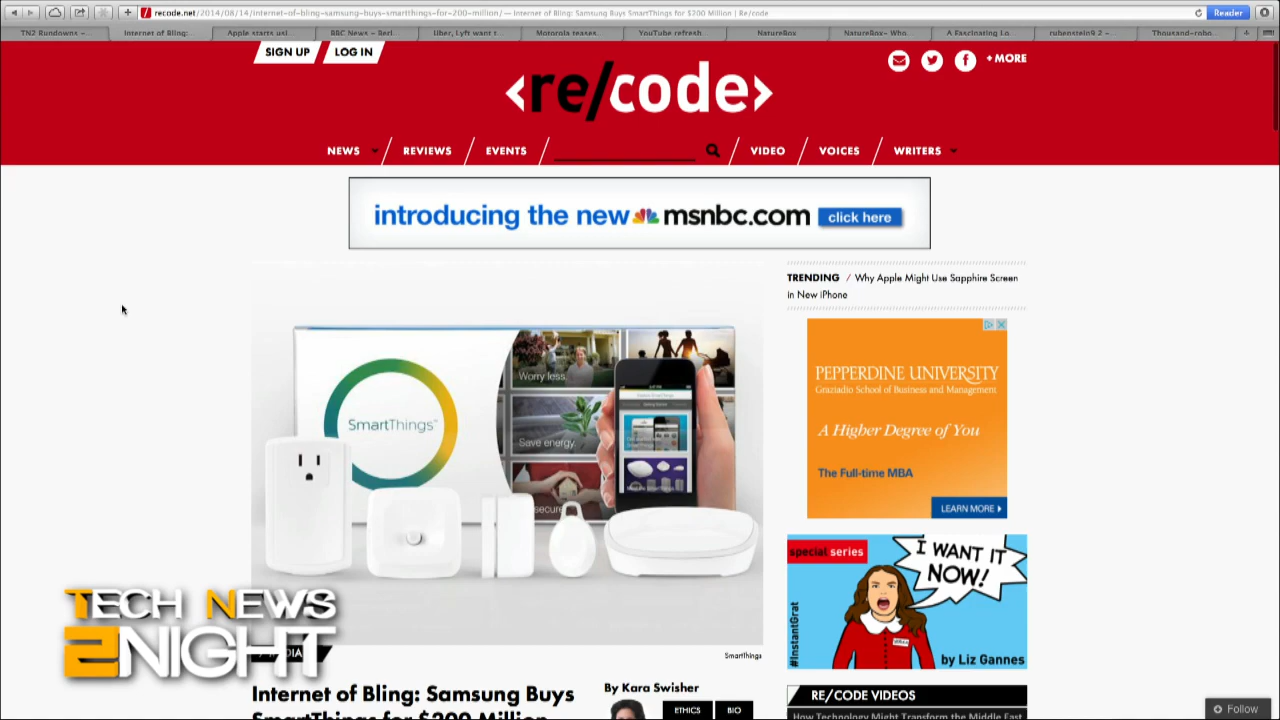 recode.net/2014/08/14/internet-of-bling-samsung-buys-smartthings-for-200-million/ — Internet of Bling: Samsung Buys SmartThings for $200 Million | Re/code
Reader
TN2 Rundowns –...
Internet of Bling:...
Apple starts usi...
BBC News – Berl...
Uber, Lyft want t...
Motorola teases...
YouTube refresh...
NatureBox
NatureBox- Who...
A Fascinating Lo...
rubenstein9.2 –...
Thousand-robo...
SIGN UP
LOG IN
+ MORE
<re/code>
NEWS
REVIEWS
EVENTS
VIDEO
VOICES
WRITERS
introducing the new msnbc.com click here
TRENDING / Why Apple Might Use Sapphire Screen
in New iPhone
SmartThings™
Worry less.
Save energy.
secure
PEPPERDINE UNIVERSITY
Graziadio School of Business and Management
A Higher Degree of You
The Full-time MBA
LEARN MORE
special series
I WANT IT
NOW!
#InstantGrat
by Liz Gannes
TECH NEWS
2NIGHT
SmartThings
Internet of Bling: Samsung Buys
SmartThings for $200 Million
By Kara Swisher
ETHICS
BIO
RE/CODE VIDEOS
How Technology Might Transform the Middle East
Follow